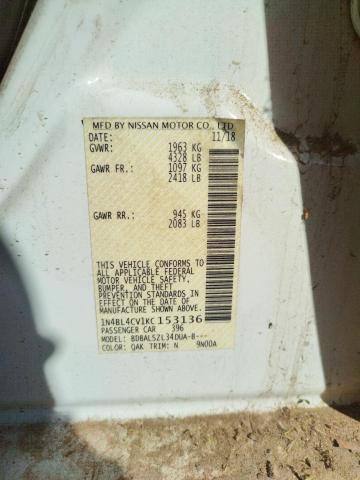 MFD BY NISSAN MOTOR CO., LTD
DATE: 11/18
GVWR: 1963 KG
4328 LB
GAWR FR.: 1097 KG
2418 LB
GAWR RR.: 945 KG
2083 LB
THIS VEHICLE CONFORMS TO
ALL APPLICABLE FEDERAL
MOTOR VEHICLE SAFETY,
BUMPER, AND THEFT
PREVENTION STANDARDS IN
EFFECT ON THE DATE OF
MANUFACTURE SHOWN ABOVE.
1N4BL4CV1KC153136
PASSENGER CAR 396
MODEL: BDBALSZL34DUA-B---
COLOR: QAK TRIM: N 9N00A